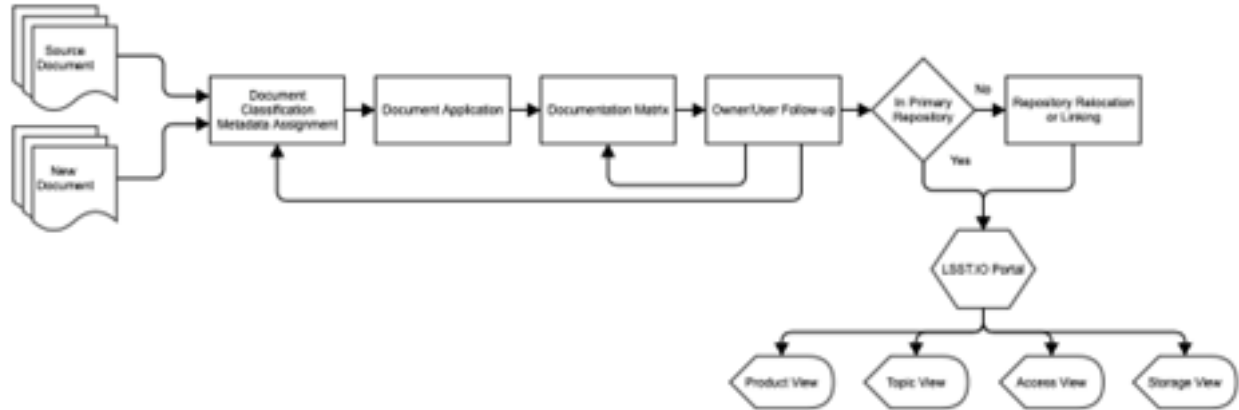 Source
Document
New
Document
Document
Classification
Metadata Assignment
Document Application
Documentation Matrix
Owner/User Follow-up
In Primary
Repository
No
Yes
Repository Relocation
or Linking
LSST.IO Portal
Product View
Topic View
Access View
Storage View